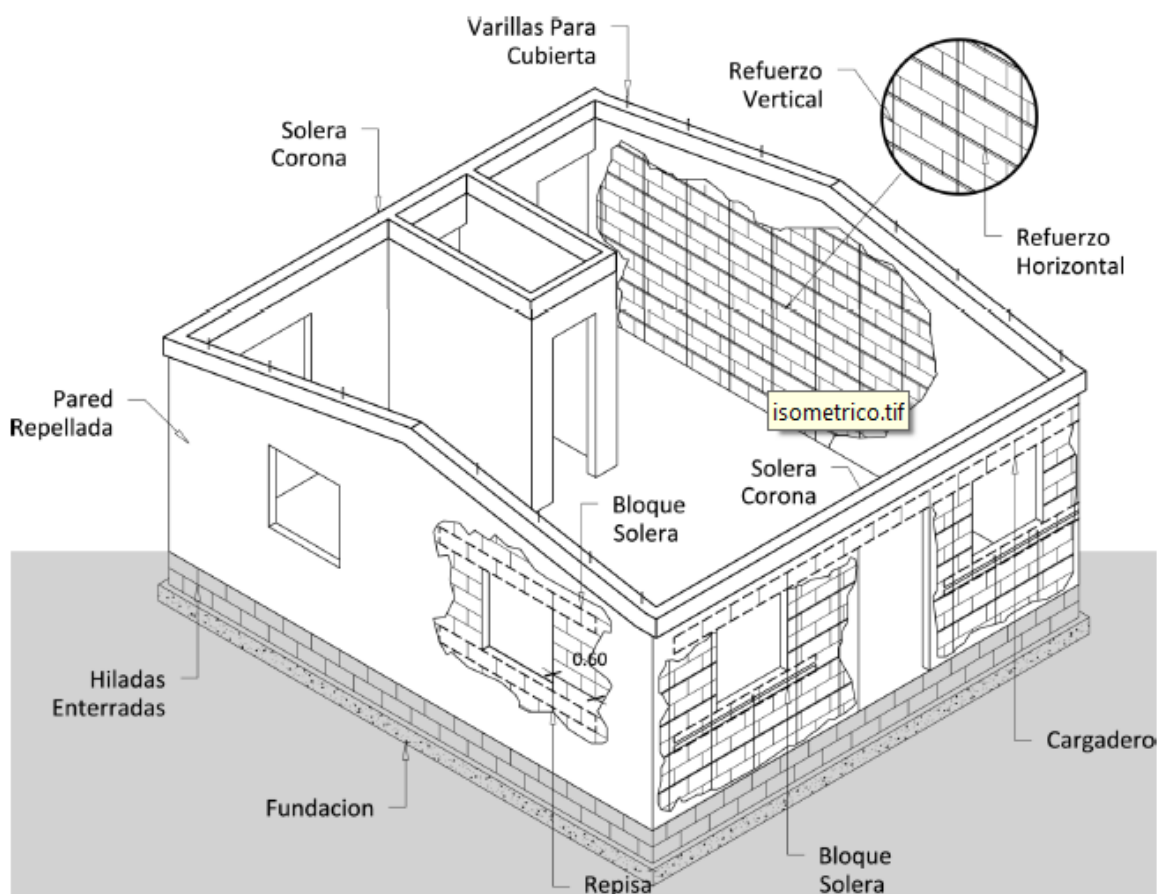 Varillas Para
Cubierta
Refuerzo
Vertical
Solera
Corona
Refuerzo
Horizontal
Pared
Repellada
isometrico.tif
Solera
Corona
Bloque
Solera
0.60
Hiladas
Enterradas
Cargadero
Fundacion
Bloque
Solera
Repisa